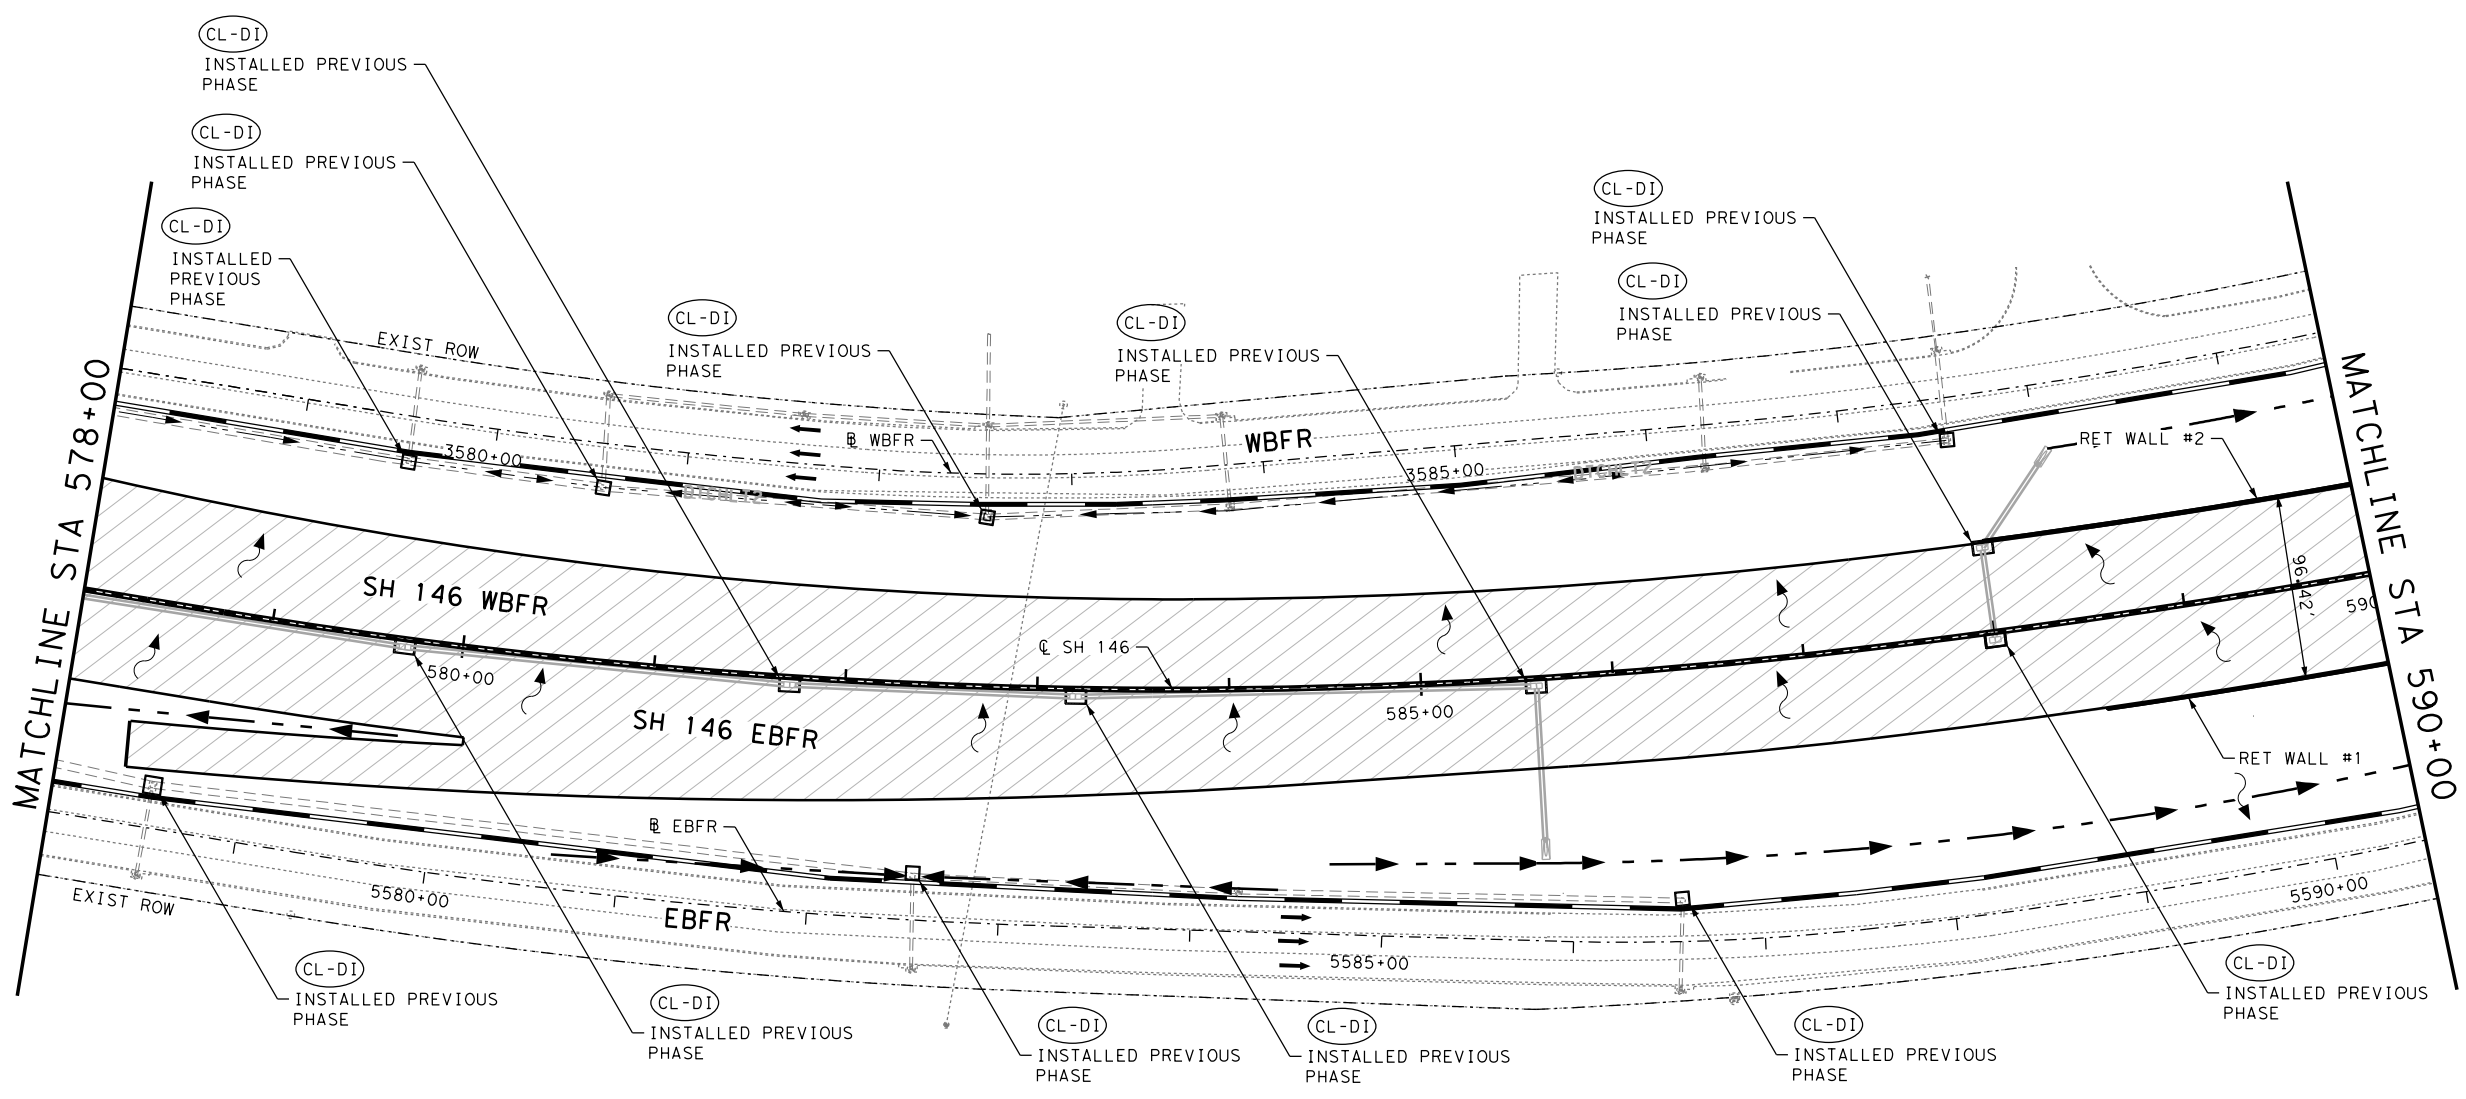 CL-DI
INSTALLED PREVIOUS
PHASE
CL-DI
INSTALLED PREVIOUS
PHASE
CL-DI
INSTALLED
PREVIOUS
PHASE
CL-DI
INSTALLED PREVIOUS
PHASE
CL-DI
INSTALLED PREVIOUS
PHASE
CL-DI
INSTALLED PREVIOUS
PHASE
CL-DI
INSTALLED PREVIOUS
PHASE
MATCHLINE STA 578+00
MATCHLINE STA 590+00
EXIST ROW
3580+00
℄ WBFR
WBFR
3585+00
RET WALL #2
SH 146 WBFR
96.42'
590
℄ SH 146
580+00
585+00
SH 146 EBFR
RET WALL #1
EXIST ROW
5580+00
EBFR
EBFR
5585+00
5590+00
CL-DI
INSTALLED PREVIOUS
PHASE
CL-DI
INSTALLED PREVIOUS
PHASE
CL-DI
INSTALLED PREVIOUS
PHASE
CL-DI
INSTALLED PREVIOUS
PHASE
CL-DI
INSTALLED PREVIOUS
PHASE
CL-DI
INSTALLED PREVIOUS
PHASE